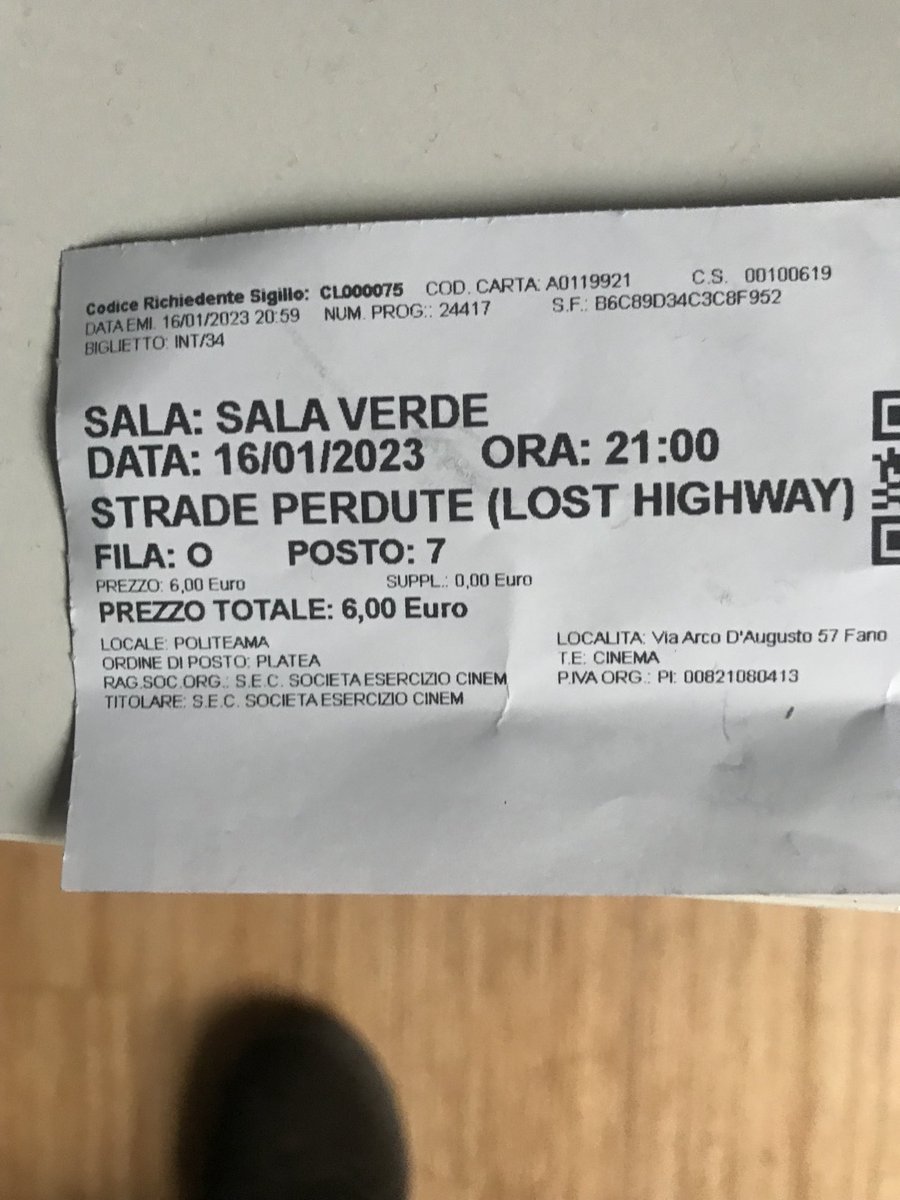 Codice Richiedente Sigillo: CL000075 COD. CARTA: A0119921 C.S. 00100619
DATA EMI. 16/01/2023 20:59 NUM. PROG.: 24417 S.F.: B6C89D34C3C8F952
BIGLIETTO: INT/34
SALA: SALA VERDE
DATA: 16/01/2023 ORA: 21:00
STRADE PERDUTE (LOST HIGHWAY)
FILA: O POSTO: 7
PREZZO: 6,00 Euro SUPPL.: 0,00 Euro
PREZZO TOTALE: 6,00 Euro
LOCALE: POLITEAMA LOCALITA: Via Arco D'Augusto 57 Fano
ORDINE DI POSTO: PLATEA T.E: CINEMA
RAG.SOC.ORG.: S.E.C. SOCIETA ESERCIZIO CINEM P.IVA ORG.: PI: 00821080413
TITOLARE: S.E.C. SOCIETA ESERCIZIO CINEM